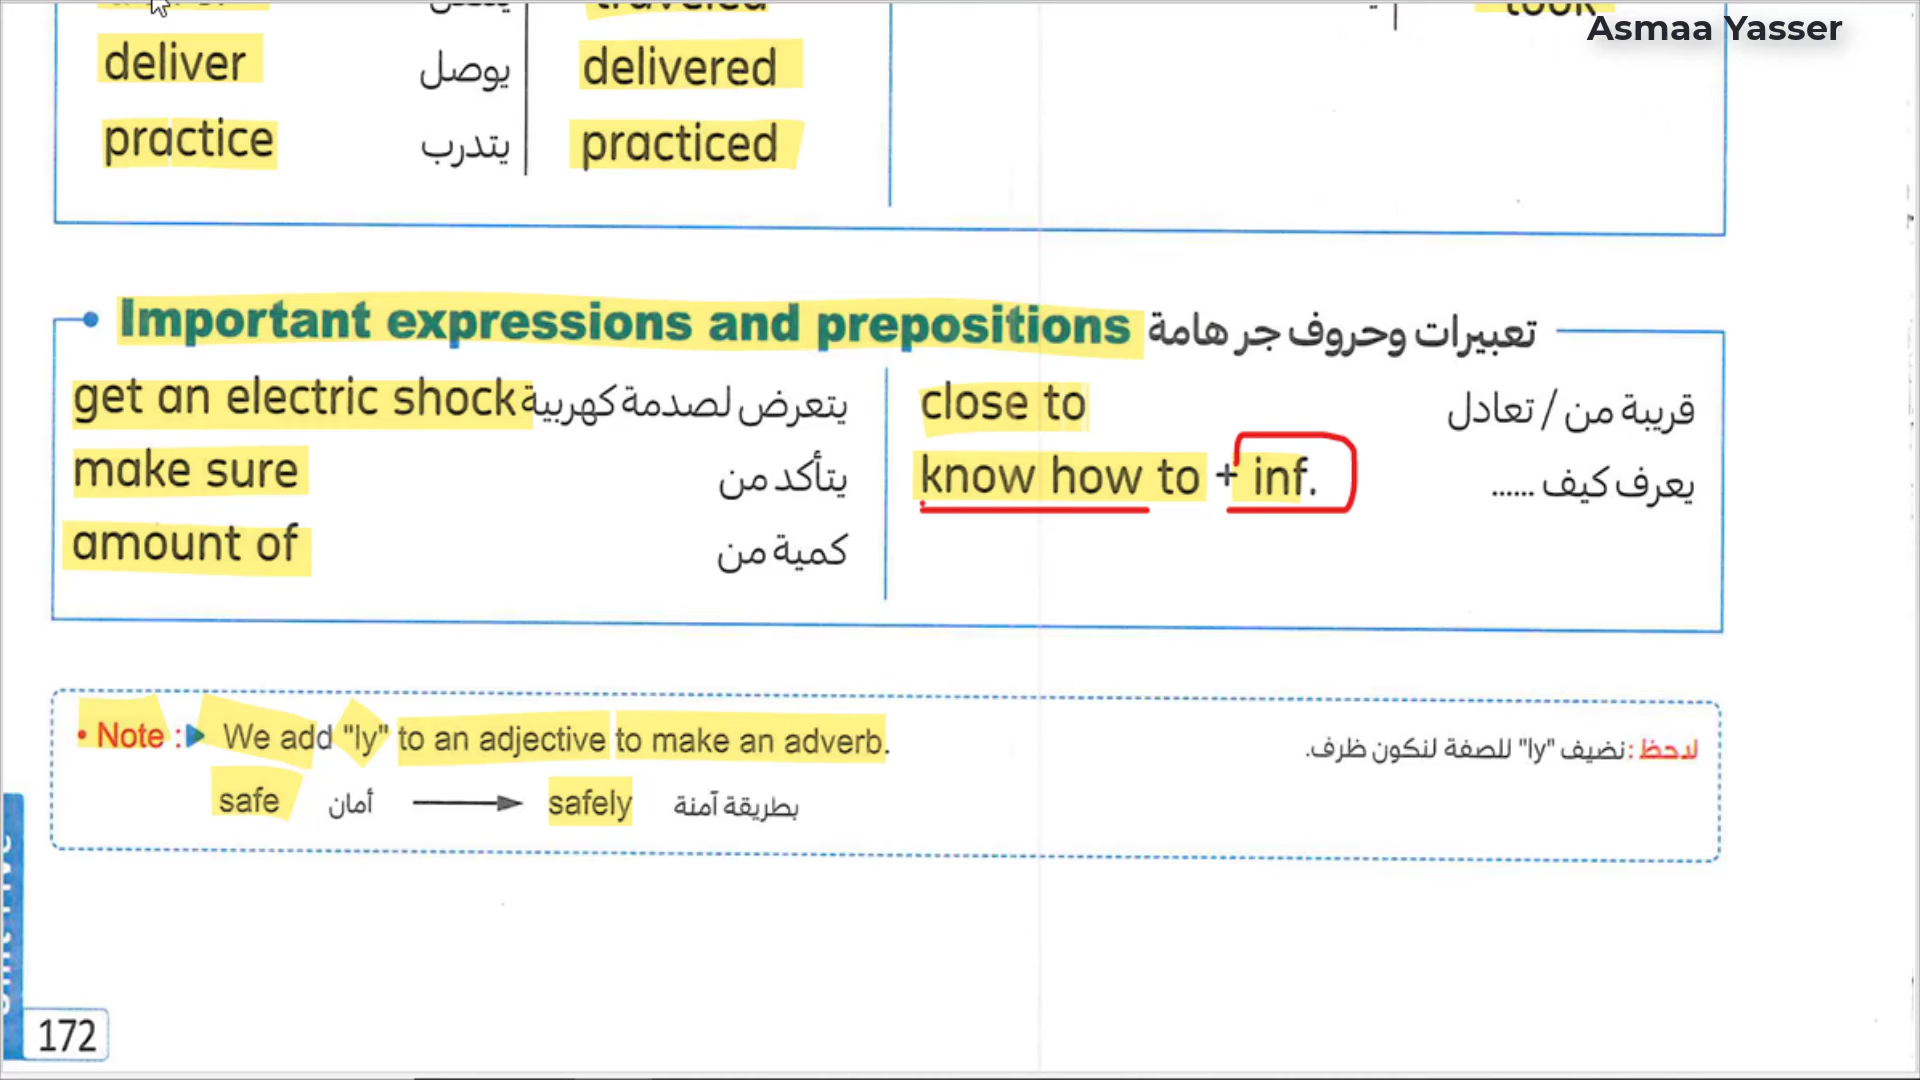 traveled
took
Asmaa Yasser
deliver يوصل delivered
practice يتدرب practiced
Important expressions and prepositions تعبيرات وحروف جر هامة
get an electric shock يتعرض لصدمة كهربية
make sure يتأكد من
amount of كمية من
close to قريبة من / تعادل
know how to + inf. يعرف كيف ......
• Note : We add "ly" to an adjective to make an adverb.
لاحظ : نضيف "ly" للصفة لنكون ظرف.
safe أمان safely بطريقة آمنة
172